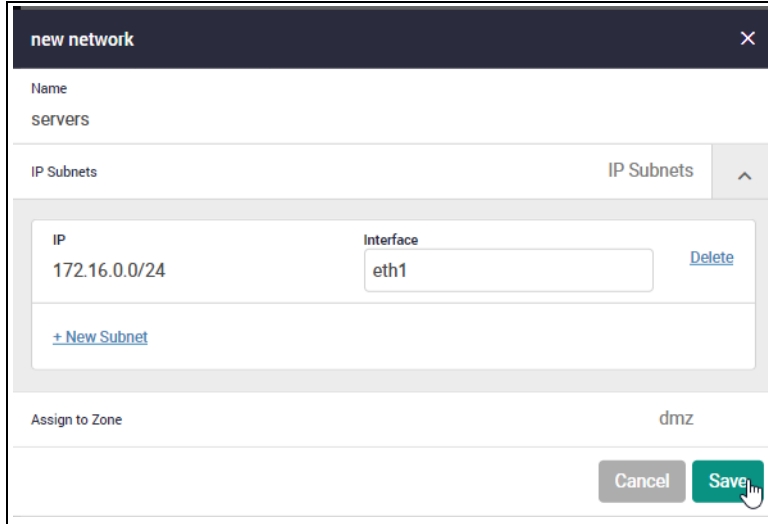 new network
Name
servers
IP Subnets IP Subnets
IP Interface
172.16.0.0/24 eth1 Delete
+ New Subnet
Assign to Zone dmz
Cancel Save